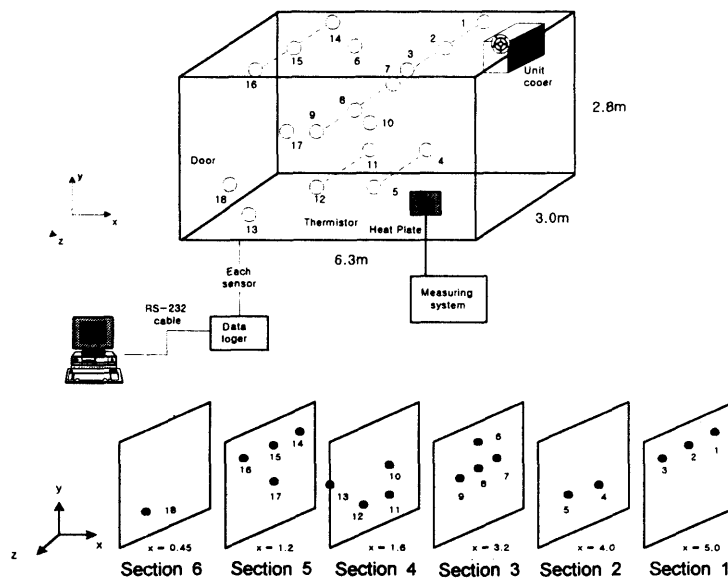 1
14
2
15
6
3
16
7
Unit
cooer
8
9
10
17
2.8m
11
4
Door
18
12
5
13
Thermistor
Heat Plate
3.0m
6.3m
y
x
z
Each
sensor
RS-232
cable
Data
loger
Measuring
system
y
x
z
18
x = 0.45
Section 6
14
15
16
17
x = 1.2
Section 5
10
13
12
11
x = 1.6
Section 4
6
7
8
9
x = 3.2
Section 3
4
5
x = 4.0
Section 2
1
2
3
x = 5.0
Section 1